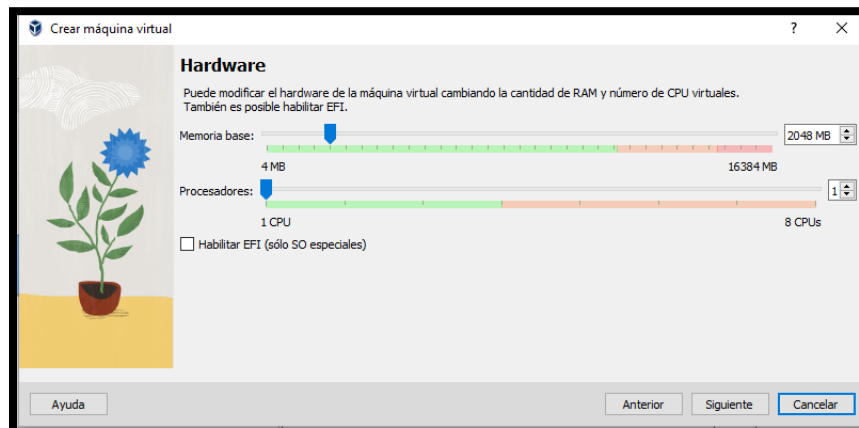 Crear máquina virtual
Hardware
Puede modificar el hardware de la máquina virtual cambiando la cantidad de RAM y número de CPU virtuales.
También es posible habilitar EFI.
Memoria base:
2048 MB
4 MB
16384 MB
Procesadores:
1
1 CPU
8 CPUs
Habilitar EFI (sólo SO especiales)
Ayuda
Anterior
Siguiente
Cancelar